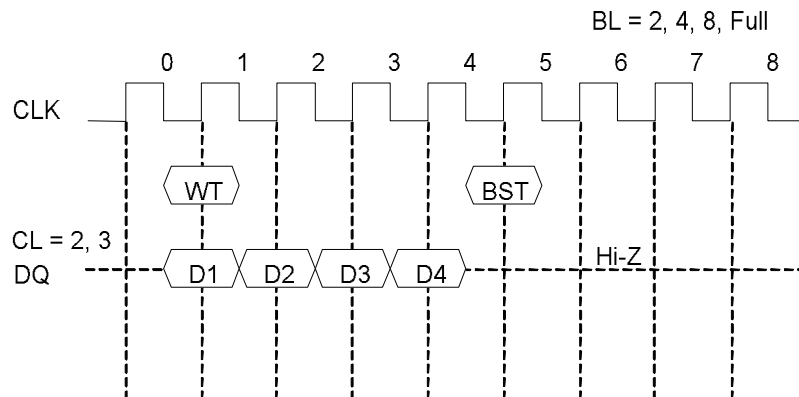 BL = 2, 4, 8, Full
0 1 2 3 4 5 6 7 8
CLK
WT BST
CL = 2, 3
DQ D1 D2 D3 D4 Hi-Z